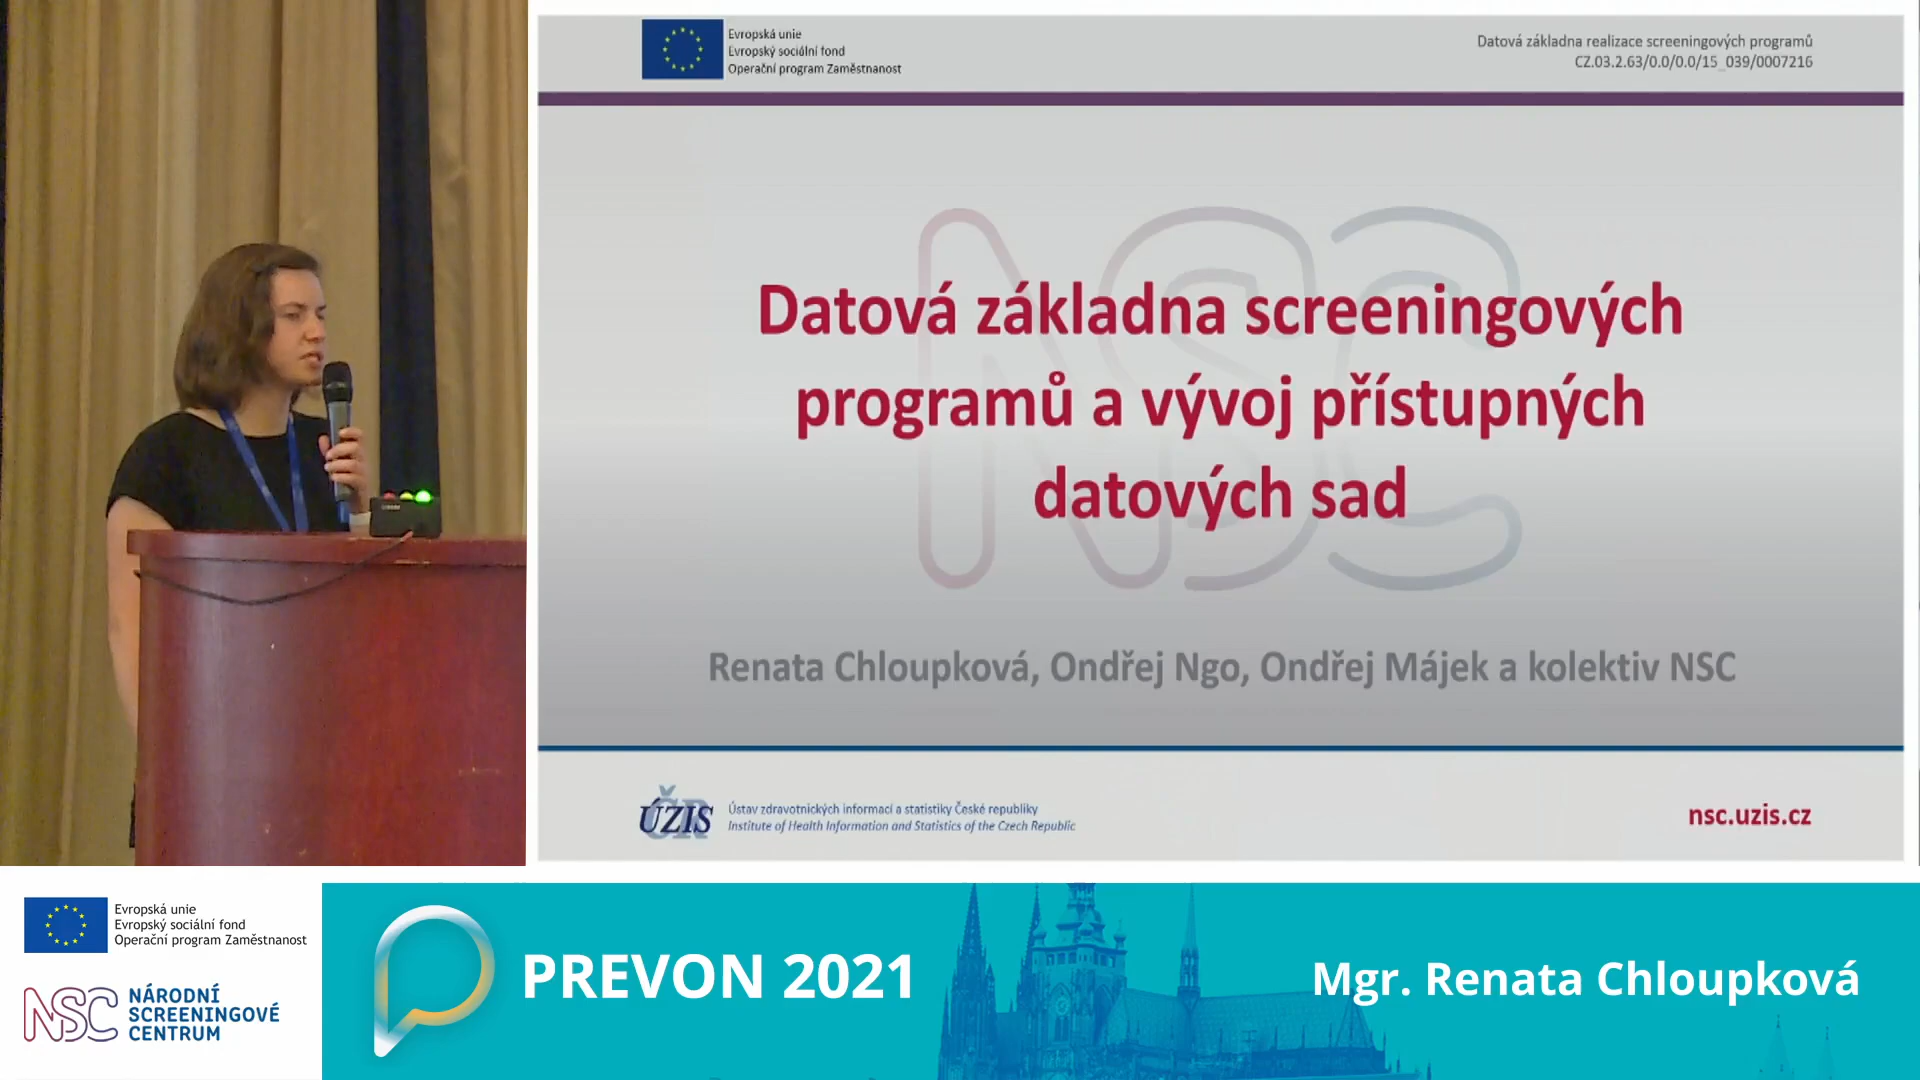 Evropská unie
Evropský sociální fond
Operační program Zaměstnanost
Datová základna realizace screeningových programů
CZ.03.2.63/0.0/0.0/15_039/0007216
Datová základna screeningových
programů a vývoj přístupných
datových sad
Renata Chloupková, Ondřej Ngo, Ondřej Májek a kolektiv NSC
ÚZIS
ČR
Ústav zdravotnických informací a statistiky České republiky
Institute of Health Information and Statistics of the Czech Republic
nsc.uzis.cz
Evropská unie
Evropský sociální fond
Operační program Zaměstnanost
NSC
NÁRODNÍ
SCREENINGOVÉ
CENTRUM
PREVON 2021
Mgr. Renata Chloupková